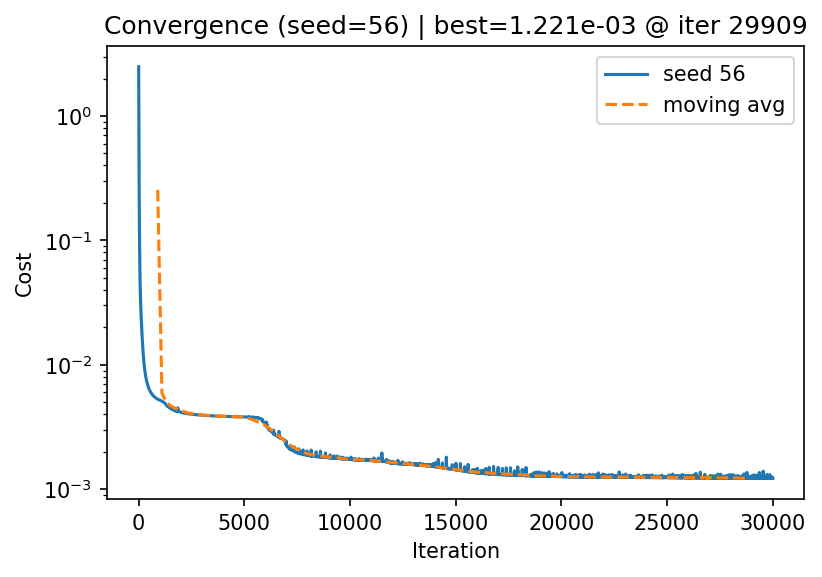 Convergence (seed=56) | best=1.221e-03 @ iter 29909
seed 56
moving avg
10⁰
10⁻¹
10⁻²
10⁻³
Cost
0 5000 10000 15000 20000 25000 30000
Iteration